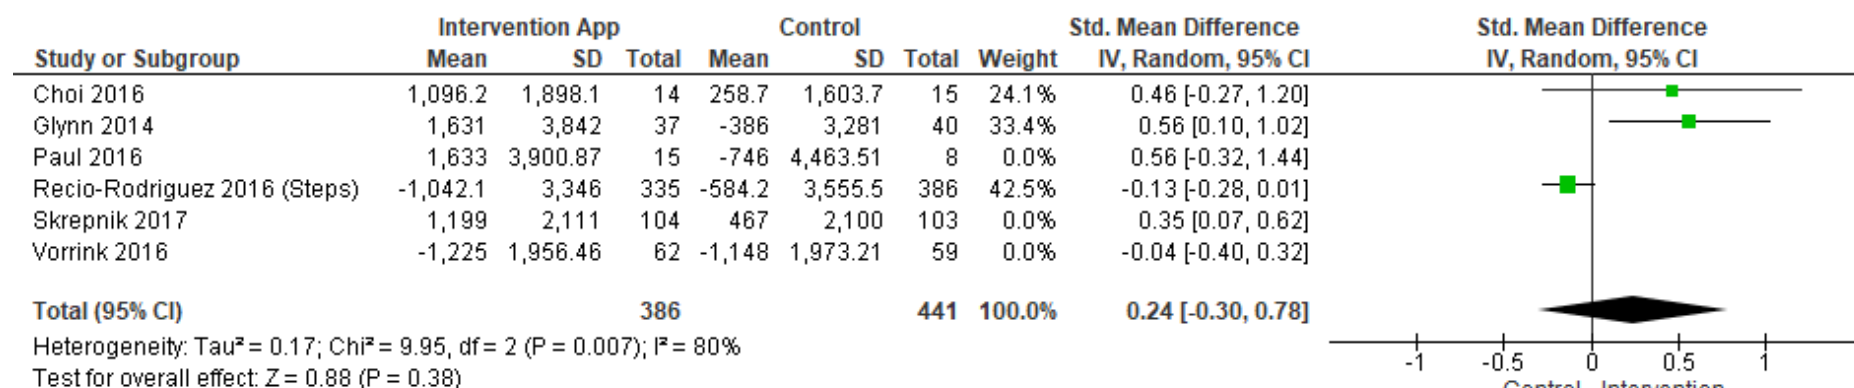 Intervention App Control Std. Mean Difference Std. Mean Difference
Study or Subgroup Mean SD Total Mean SD Total Weight IV, Random, 95% CI IV, Random, 95% CI
Choi 2016 1,096.2 1,898.1 14 258.7 1,603.7 15 24.1% 0.46 [-0.27, 1.20]
Glynn 2014 1,631 3,842 37 -386 3,281 40 33.4% 0.56 [0.10, 1.02]
Paul 2016 1,633 3,900.87 15 -746 4,463.51 8 0.0% 0.56 [-0.32, 1.44]
Recio-Rodriguez 2016 (Steps) -1,042.1 3,346 335 -584.2 3,555.5 386 42.5% -0.13 [-0.28, 0.01]
Skrepnik 2017 1,199 2,111 104 467 2,100 103 0.0% 0.35 [0.07, 0.62]
Vorrink 2016 -1,225 1,956.46 62 -1,148 1,973.21 59 0.0% -0.04 [-0.40, 0.32]
Total (95% CI) 386 441 100.0% 0.24 [-0.30, 0.78]
Heterogeneity: Tau² = 0.17; Chi² = 9.95, df = 2 (P = 0.007); I² = 80%
Test for overall effect: Z = 0.88 (P = 0.38)
-1 -0.5 0 0.5 1
Control Intervention